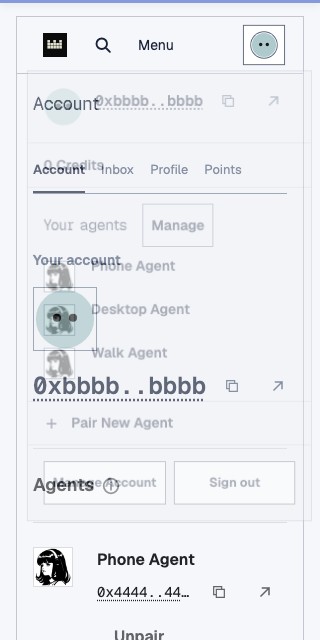 Menu
Account
0xbbbb..bbbb
0 Credits
Account Inbox Profile Points
Your agents Manage
Your account
Phone Agent
Desktop Agent
Walk Agent
0xbbbb..bbbb
+ Pair New Agent
Manage Account Sign out
Agents
Phone Agent
0x4444..44…
Unpair